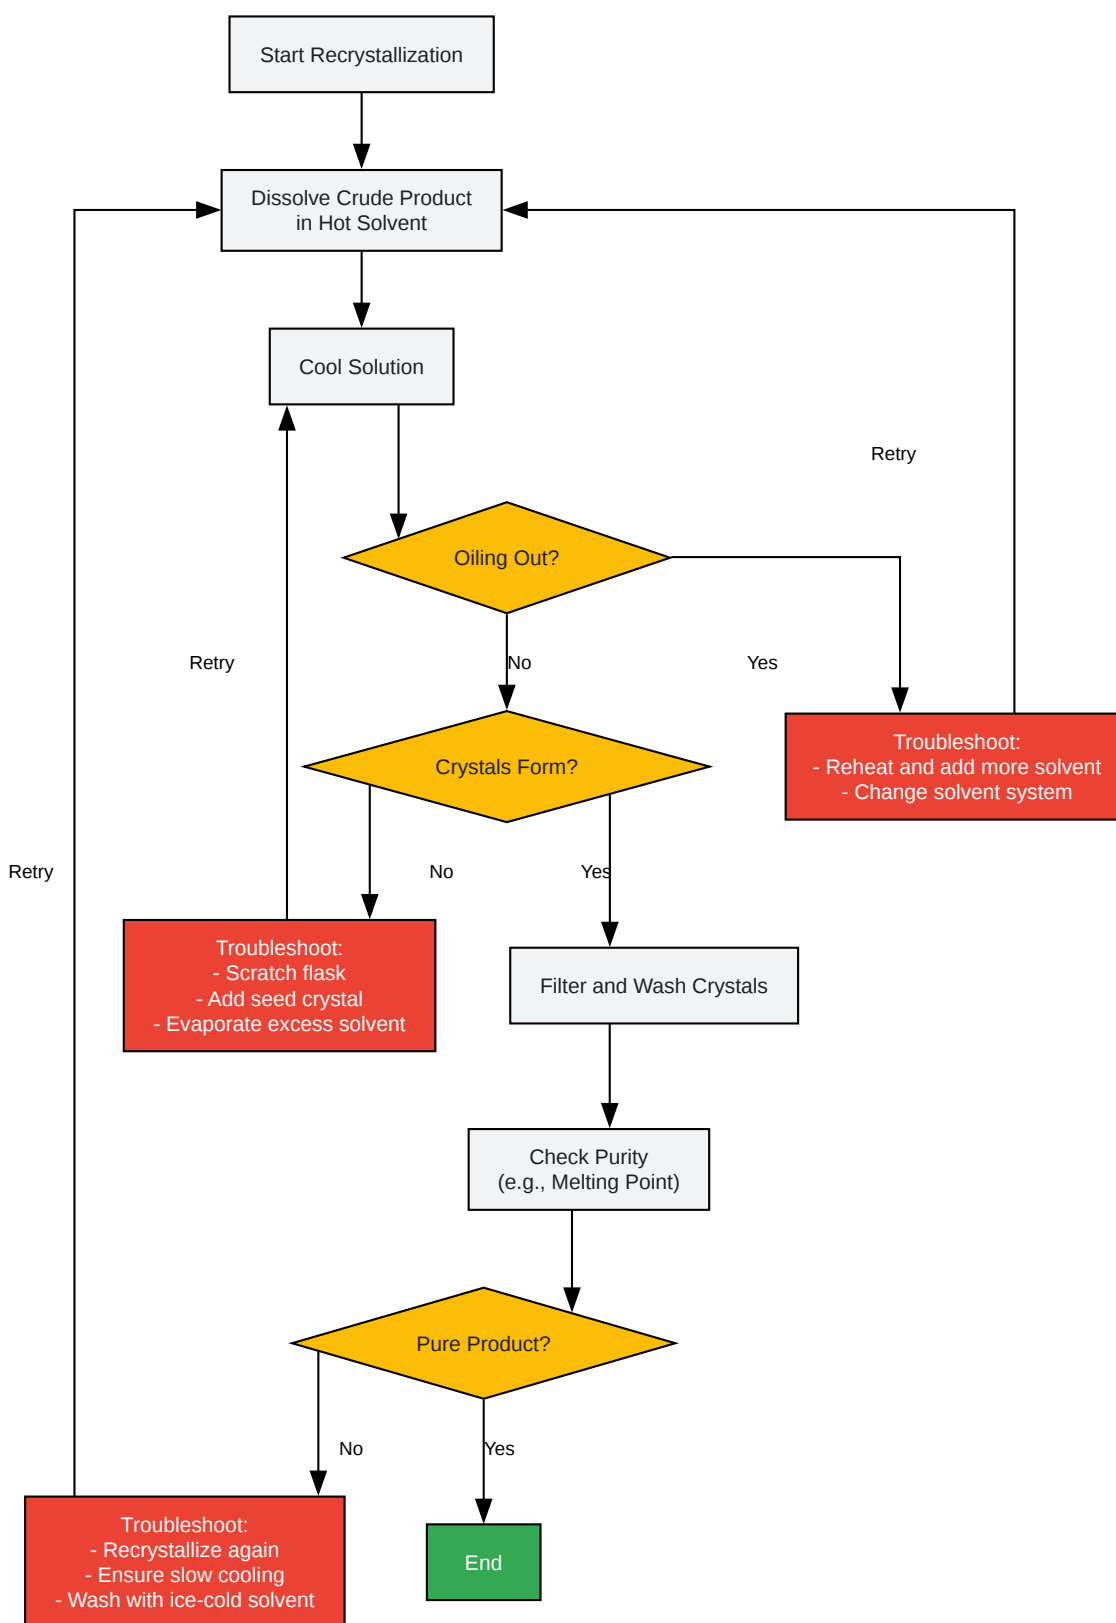 Start Recrystallization
Dissolve Crude Product
in Hot Solvent
Cool Solution
Retry
Oiling Out?
Retry
No
Yes
Troubleshoot:
- Reheat and add more solvent
- Change solvent system
Crystals Form?
Retry
No
Yes
Troubleshoot:
- Scratch flask
- Add seed crystal
- Evaporate excess solvent
Filter and Wash Crystals
Check Purity
(e.g., Melting Point)
Pure Product?
No
Yes
Troubleshoot:
- Recrystallize again
- Ensure slow cooling
- Wash with ice-cold solvent
End